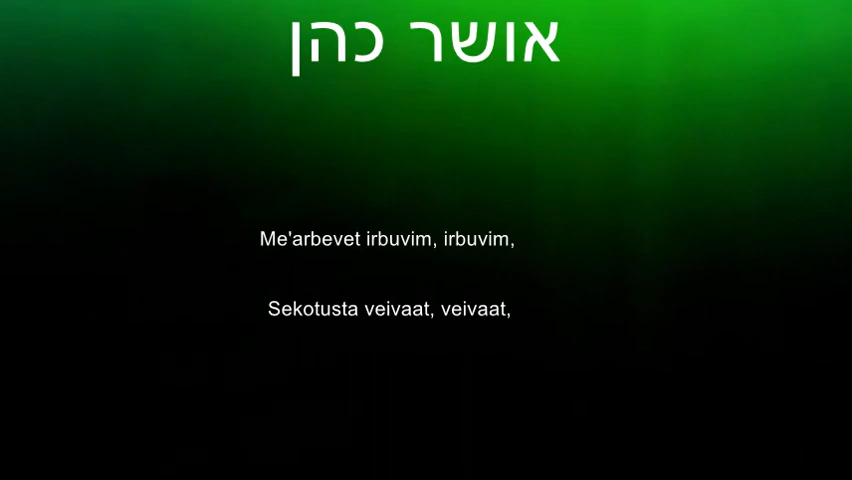 אושר כהן
Me'arbevet irbuvim, irbuvim,
Sekotusta veivaat, veivaat,